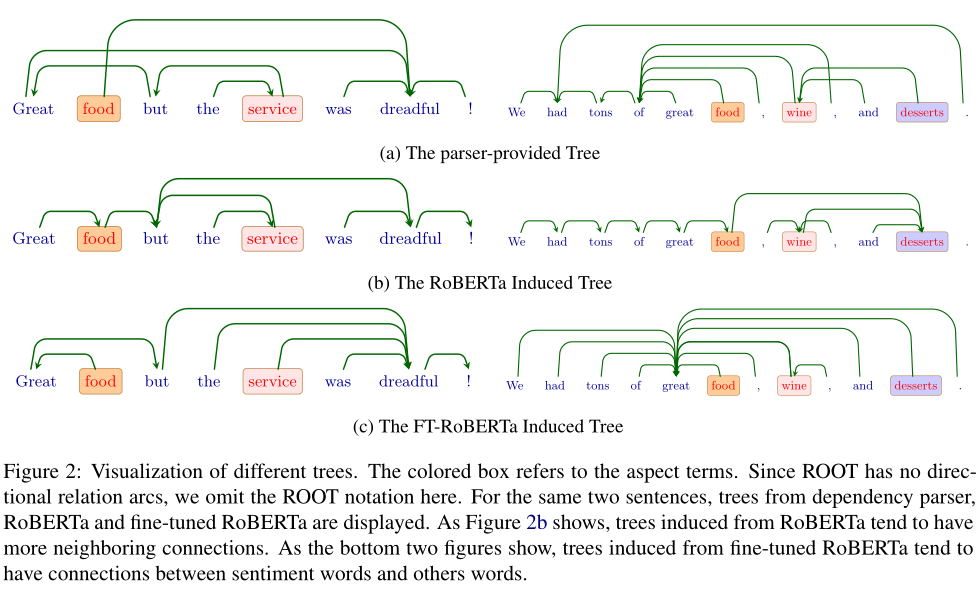 Great food but the service was dreadful !
We had tons of great food , wine , and desserts .
(a) The parser-provided Tree
Great food but the service was dreadful !
We had tons of great food , wine , and desserts .
(b) The RoBERTa Induced Tree
Great food but the service was dreadful !
We had tons of great food , wine , and desserts .
(c) The FT-RoBERTa Induced Tree
Figure 2: Visualization of different trees. The colored box refers to the aspect terms. Since ROOT has no direc-
tional relation arcs, we omit the ROOT notation here. For the same two sentences, trees from dependency parser,
RoBERTa and fine-tuned RoBERTa are displayed. As Figure 2b shows, trees induced from RoBERTa tend to have
more neighboring connections. As the bottom two figures show, trees induced from fine-tuned RoBERTa tend to
have connections between sentiment words and others words.